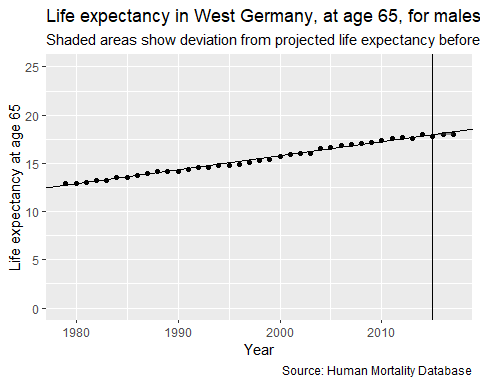 Life expectancy in West Germany, at age 65, for males
Shaded areas show deviation from projected life expectancy before
25
20
15
10
5
0
Life expectancy at age 65
1980
1990
2000
2010
Year
Source: Human Mortality Database